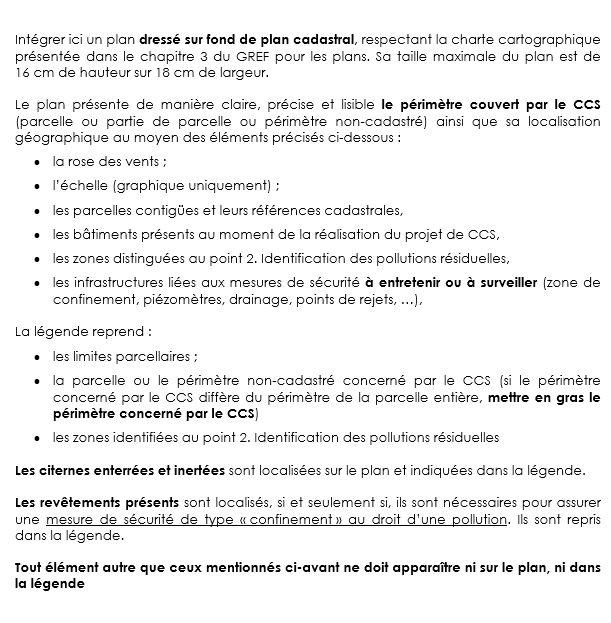 Intégrer ici un plan dressé sur fond de plan cadastral, respectant la charte cartographique
présentée dans le chapitre 3 du GREF pour les plans. Sa taille maximale du plan est de
16 cm de hauteur sur 18 cm de largeur.
Le plan présente de manière claire, précise et lisible le périmètre couvert par le CCS
(parcelle ou partie de parcelle ou périmètre non-cadastré) ainsi que sa localisation
géographique au moyen des éléments précisés ci-dessous :
• la rose des vents ;
• l'échelle (graphique uniquement) ;
• les parcelles contigües et leurs références cadastrales,
• les bâtiments présents au moment de la réalisation du projet de CCS,
• les zones distinguées au point 2. Identification des pollutions résiduelles,
• les infrastructures liées aux mesures de sécurité à entretenir ou à surveiller (zone de
confinement, piézomètres, drainage, points de rejets, …),
La légende reprend :
• les limites parcellaires ;
• la parcelle ou le périmètre non-cadastré concerné par le CCS (si le périmètre
concerné par le CCS diffère du périmètre de la parcelle entière, mettre en gras le
périmètre concerné par le CCS)
• les zones identifiées au point 2. Identification des pollutions résiduelles
Les citernes enterrées et inertées sont localisées sur le plan et indiquées dans la légende.
Les revêtements présents sont localisés, si et seulement si, ils sont nécessaires pour assurer
une mesure de sécurité de type « confinement » au droit d'une pollution. Ils sont repris
dans la légende.
Tout élément autre que ceux mentionnés ci-avant ne doit apparaître ni sur le plan, ni dans
la légende